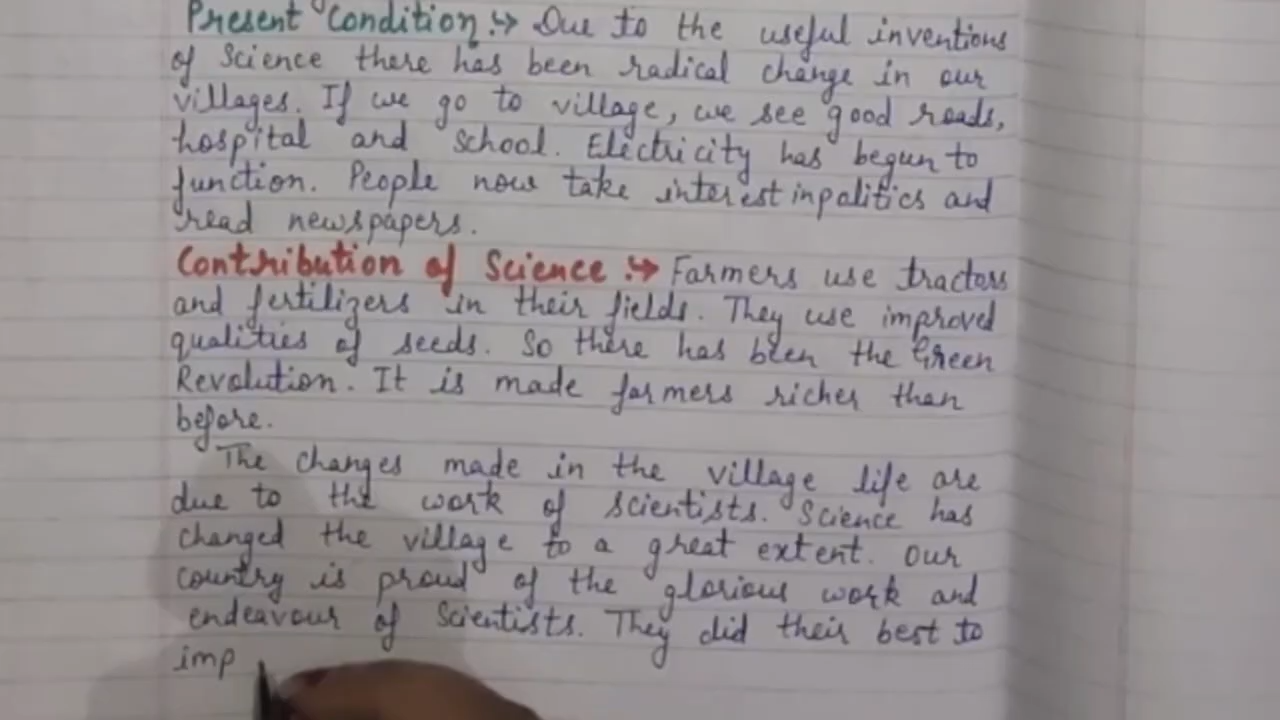 Present Condition :→ Due to the useful inventions
of Science there has been radical change in our
villages. If we go to village, we see good roads,
hospital and school. Electricity has begun to
function. People now take interest in politics and
read newspapers.
Contribution of Science :→ Farmers use tractors
and fertilizers in their fields. They use improved
qualities of seeds. So there has been the Green
Revolution. It is made farmers richer than
before.
The changes made in the village life are
due to the work of scientists. Science has
changed the village to a great extent. Our
country is proud of the glorious work and
endeavour of Scientists. They did their best to
imp